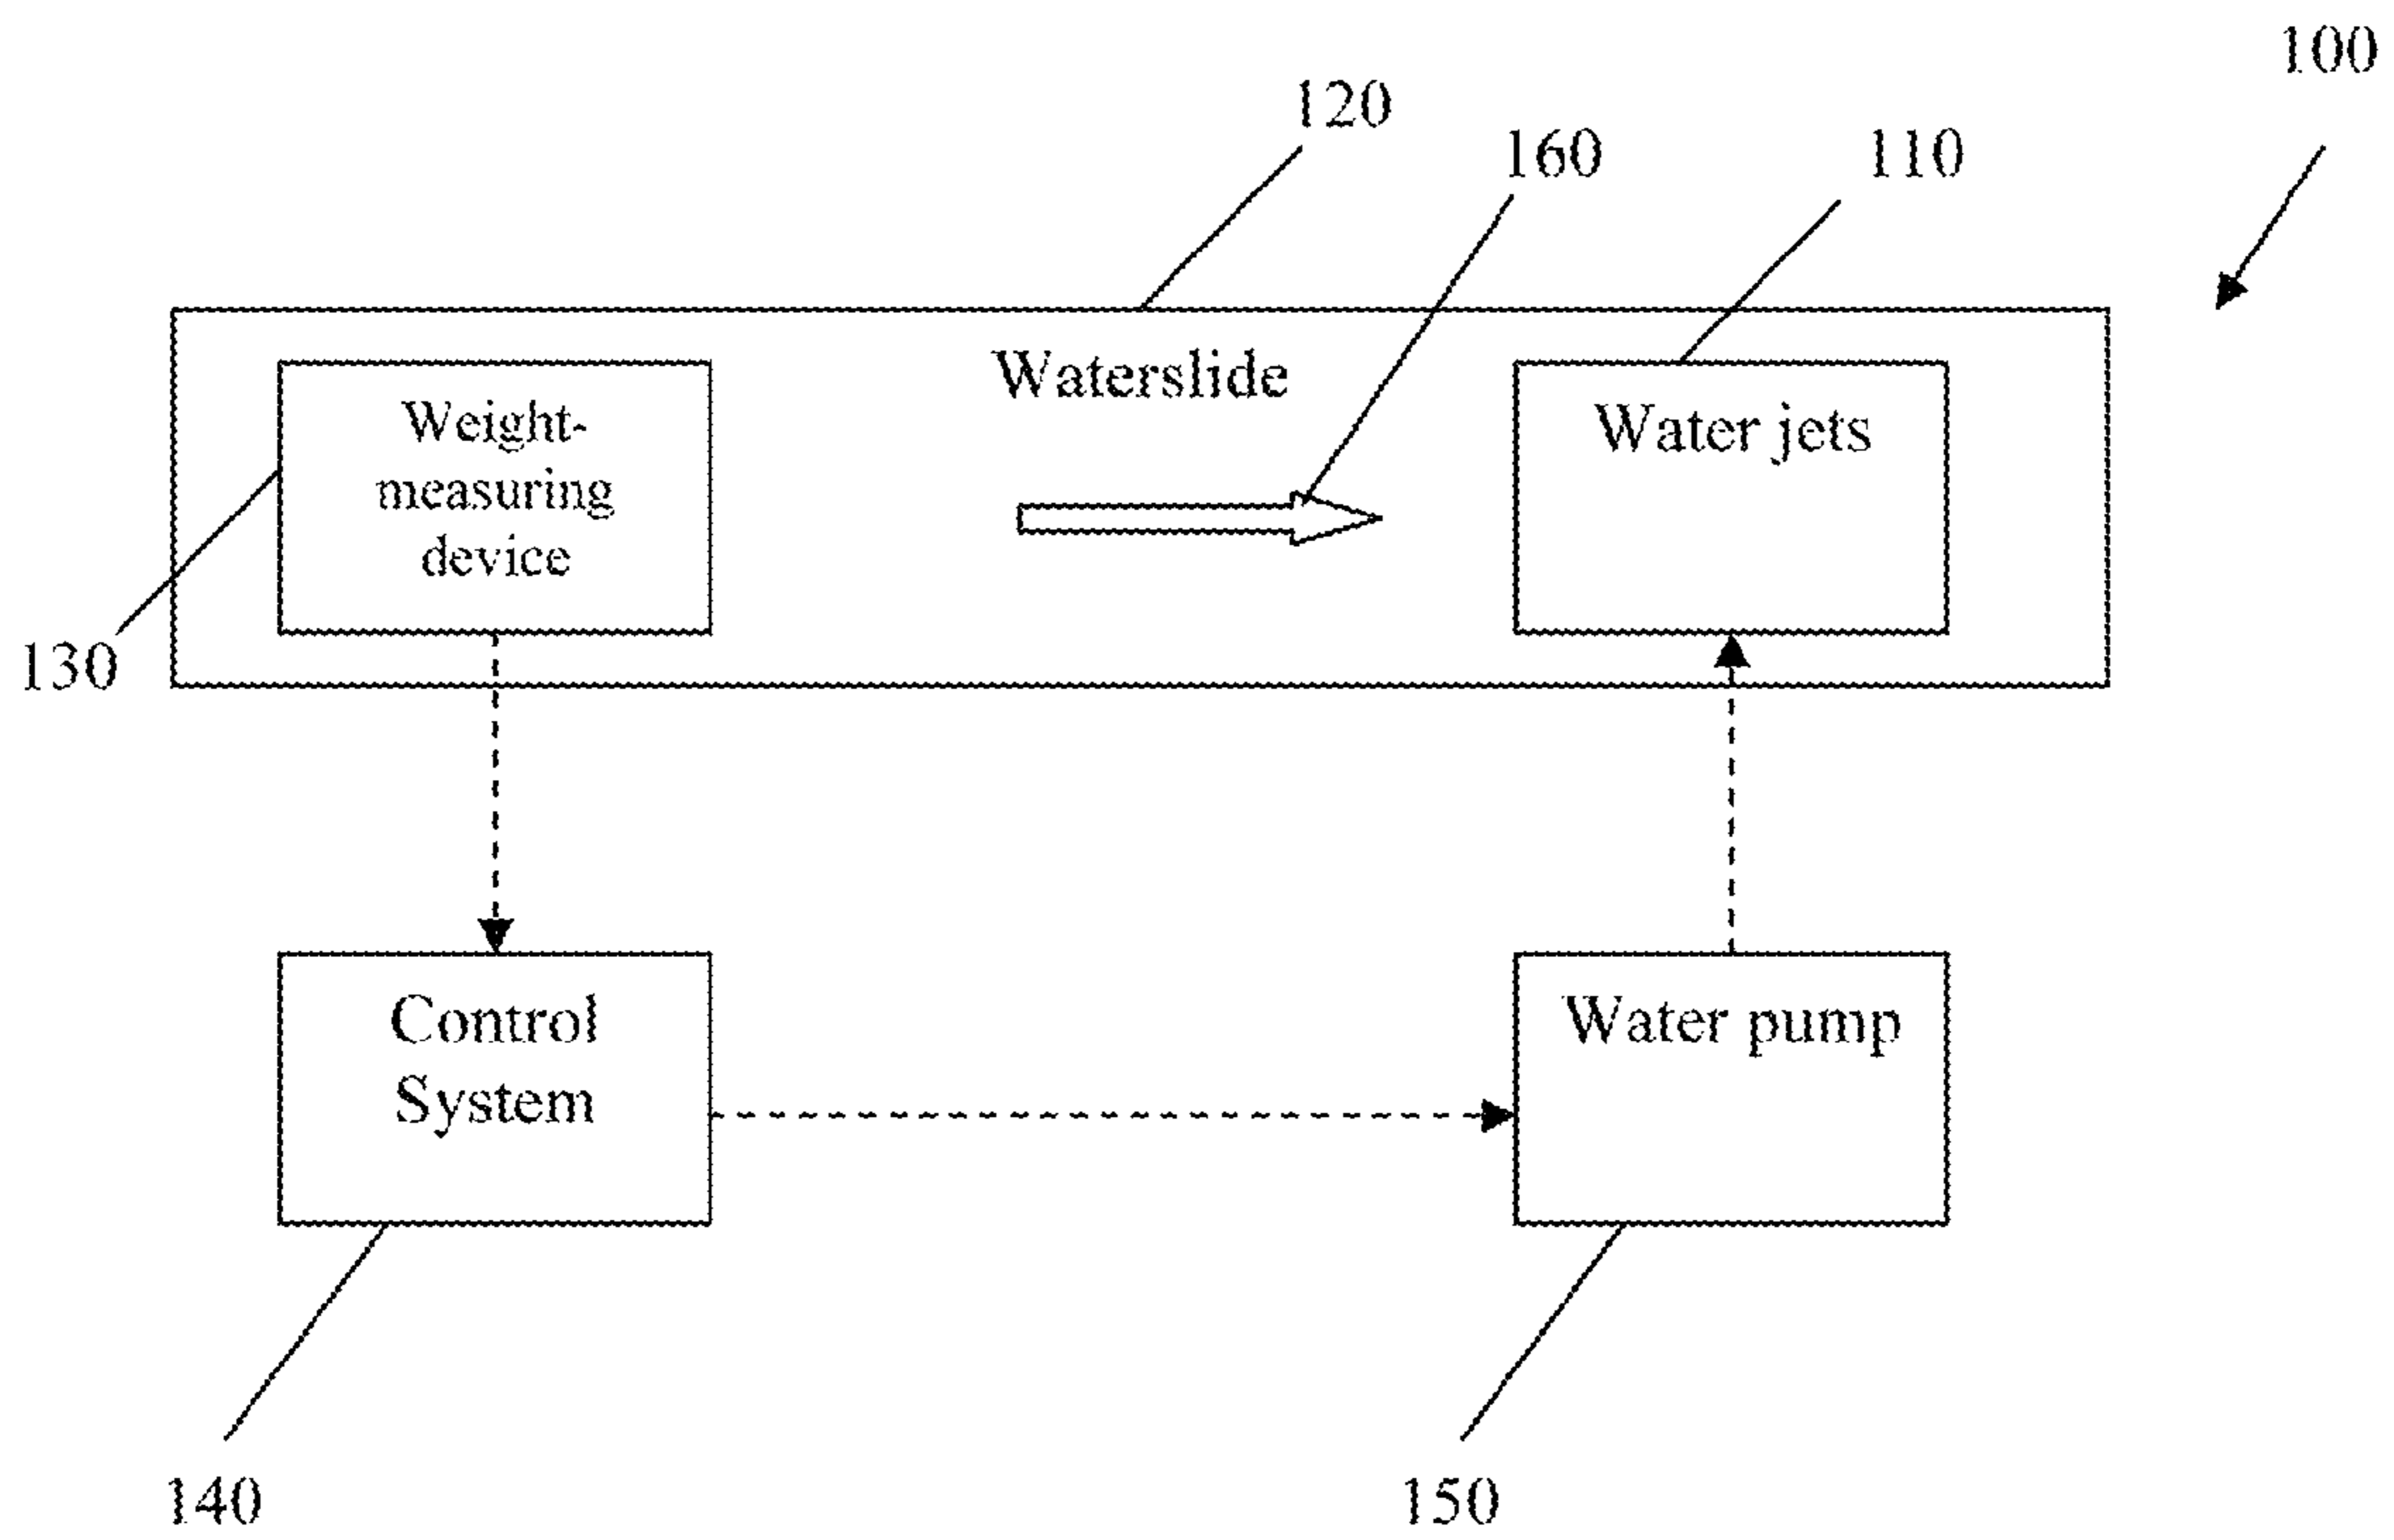 100
120
160
110
Waterslide
Weight-
measuring
device
Water jets
130
Control
System
Water pump
140
150